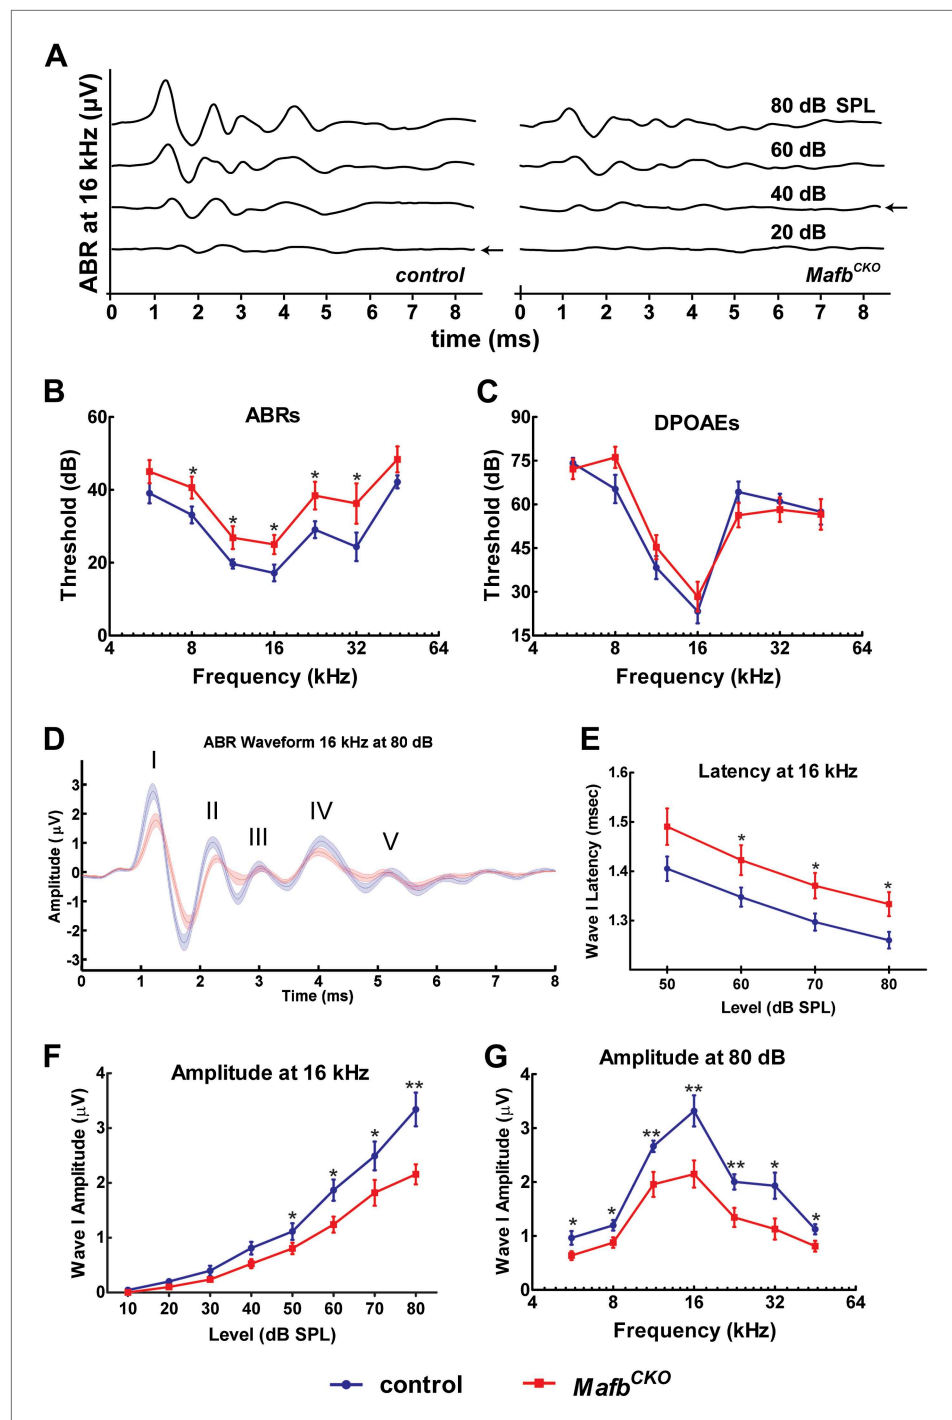 A
ABR at 16 kHz (µV)
80 dB SPL
60 dB
40 dB
20 dB
control
Mafb^CKO
0 1 2 3 4 5 6 7 8
0 1 2 3 4 5 6 7 8
time (ms)
B
ABRs
Threshold (dB)
60
40
20
0
* * * * *
4 8 16 32 64
Frequency (kHz)
C
DPOAEs
Threshold (dB)
90
75
60
45
30
15
4 8 16 32 64
Frequency (kHz)
D
ABR Waveform 16 kHz at 80 dB
I II III IV V
Amplitude (µV)
3
2
1
0
-1
-2
-3
0 1 2 3 4 5 6 7 8
Time (ms)
E
Latency at 16 kHz
Wave I Latency (msec)
1.6
1.5
1.4
1.3
* * *
50 60 70 80
Level (dB SPL)
F
Amplitude at 16 kHz
Wave I Amplitude (µV)
4
3
2
1
0
* * * **
10 20 30 40 50 60 70 80
Level (dB SPL)
G
Amplitude at 80 dB
Wave I Amplitude (µV)
4
3
2
1
0
* * ** ** ** * *
4 8 16 32 64
Frequency (kHz)
control
Mafb^CKO